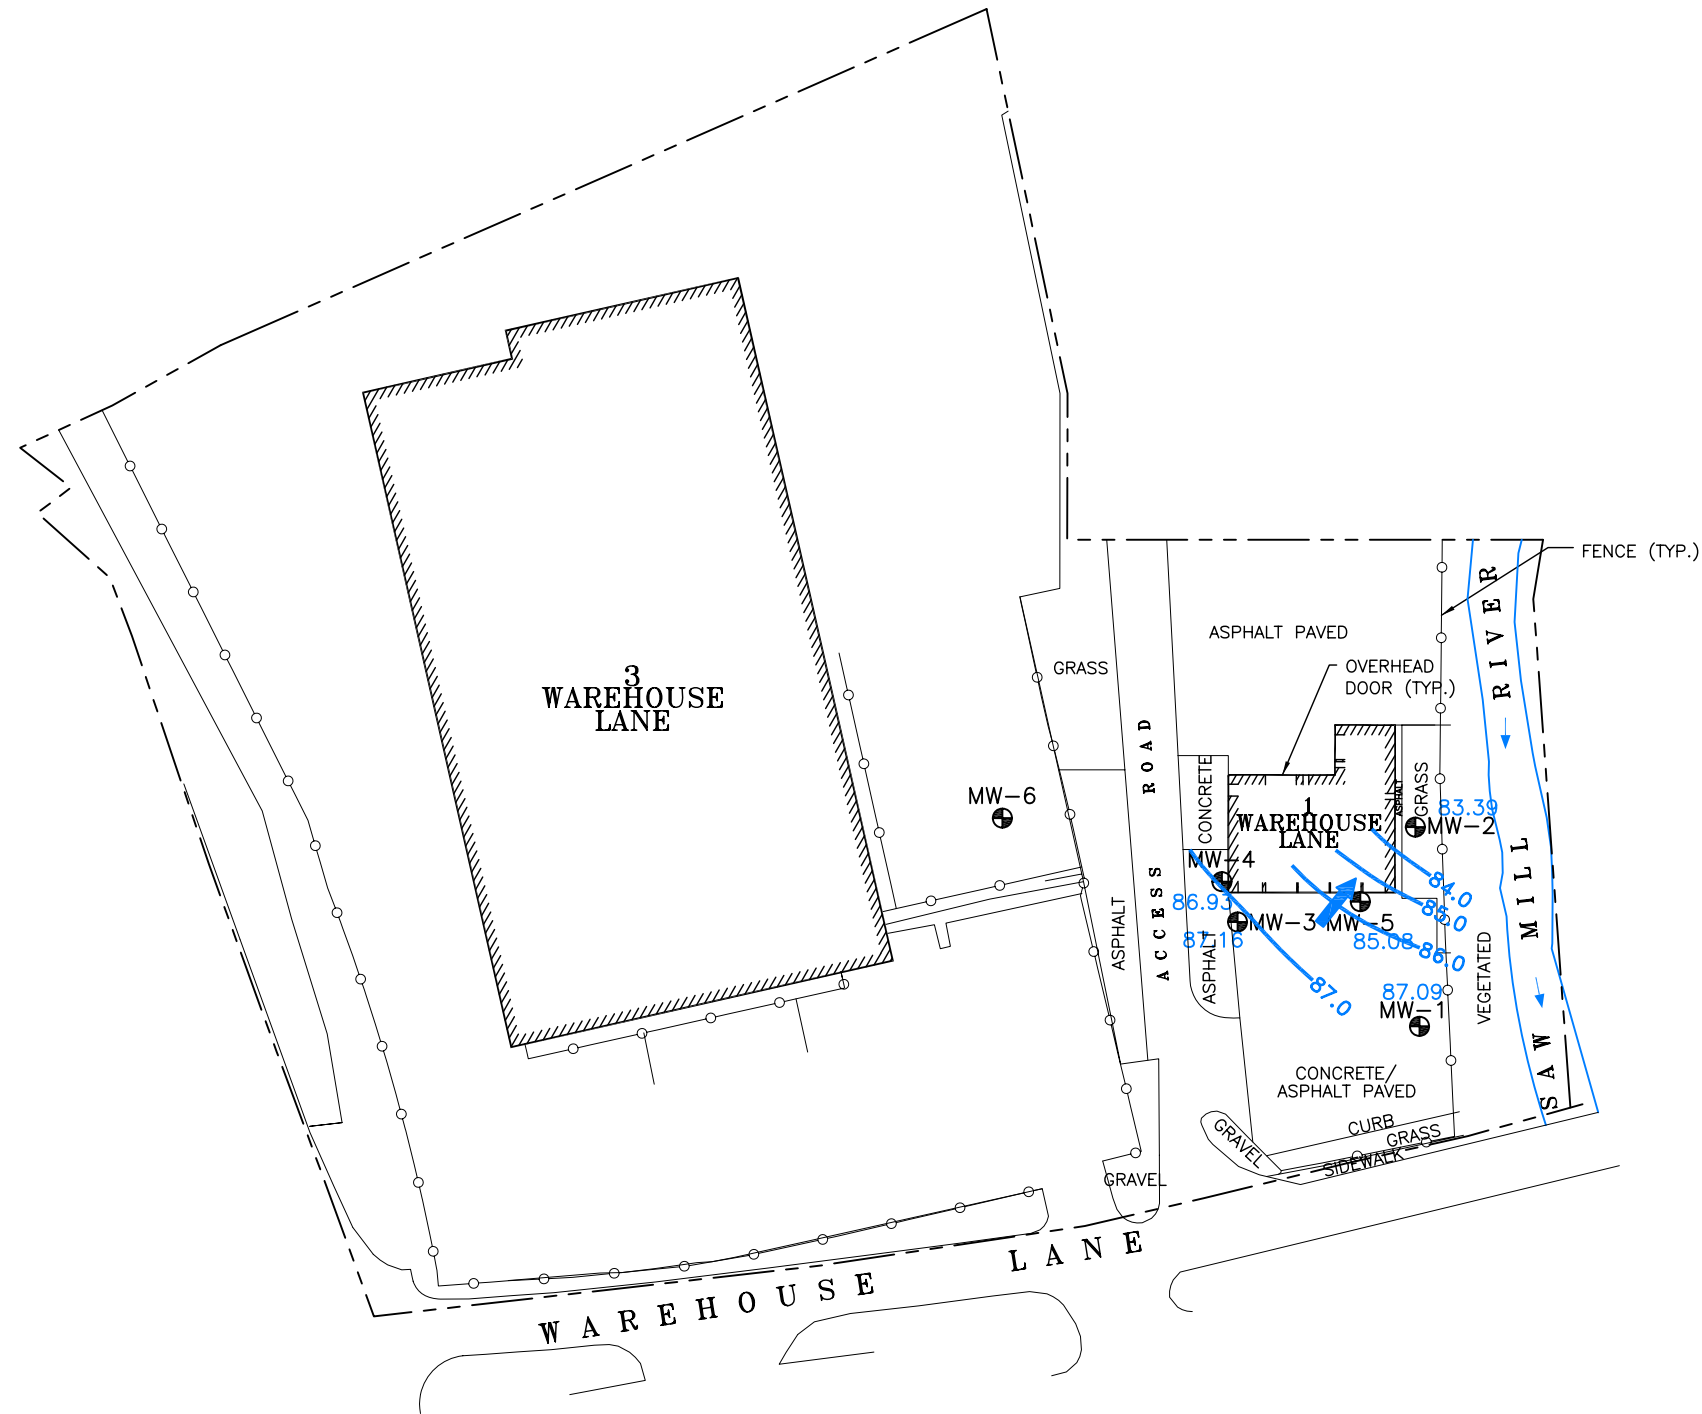 FENCE (TYP.)
SAW MILL RIVER
ASPHALT PAVED
OVERHEAD
DOOR (TYP.)
GRASS
3
WAREHOUSE
LANE
ACCESS ROAD
CONCRETE
ASPHALT
GRASS
MW-6
83.39
MW-2
1
WAREHOUSE
LANE
MW-4
86.93
MW-3
87.16
MW-5
85.08
84.0
85.0
86.0
87.0
ASPHALT
ASPHALT
VEGETATED
87.09
MW-1
CONCRETE/
ASPHALT PAVED
CURB
GRASS
SIDEWALK
GRAVEL
GRAVEL
WAREHOUSE LANE